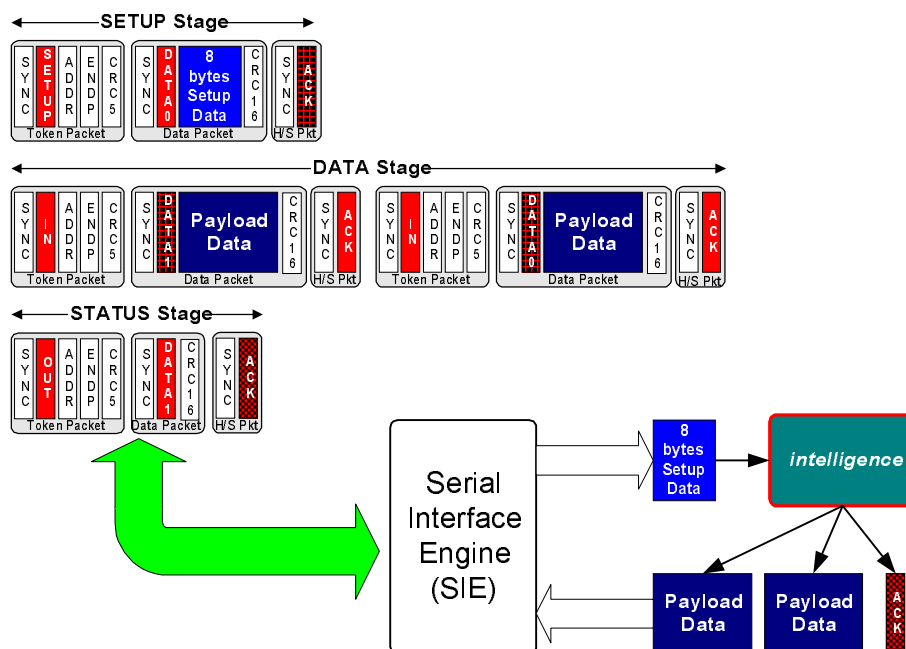 SETUP Stage
SYNC SETUP ADDR ENDP CRC5
Token Packet
SYNC DATA0 8 bytes Setup Data CRC16
Data Packet
SYNC ACK
H/S Pkt
DATA Stage
SYNC IN ADDR ENDP CRC5
Token Packet
SYNC DATA1 Payload Data CRC16
Data Packet
SYNC ACK
H/S Pkt
SYNC IN ADDR ENDP CRC5
Token Packet
SYNC DATA0 Payload Data CRC16
Data Packet
SYNC ACK
H/S Pkt
STATUS Stage
SYNC OUT ADDR ENDP CRC5
Token Packet
SYNC DATA1 CRC16
Data Packet
SYNC ACK
H/S Pkt
Serial
Interface
Engine
(SIE)
8
bytes
Setup
Data
intelligence
Payload
Data
Payload
Data
ACK